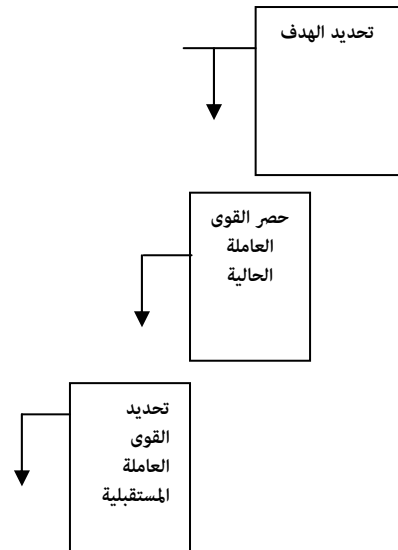 تحديد الهدف
حصر القوى
العاملة
الحالية
تحديد
القوى
العاملة
المستقبلية